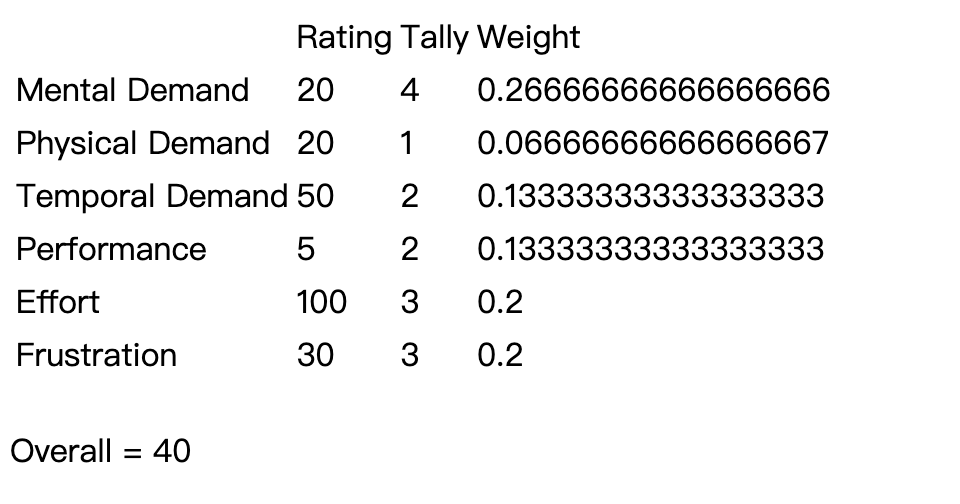 Rating Tally Weight
Mental Demand 20 4 0.26666666666666666
Physical Demand 20 1 0.06666666666666667
Temporal Demand 50 2 0.13333333333333333
Performance 5 2 0.13333333333333333
Effort 100 3 0.2
Frustration 30 3 0.2
Overall = 40